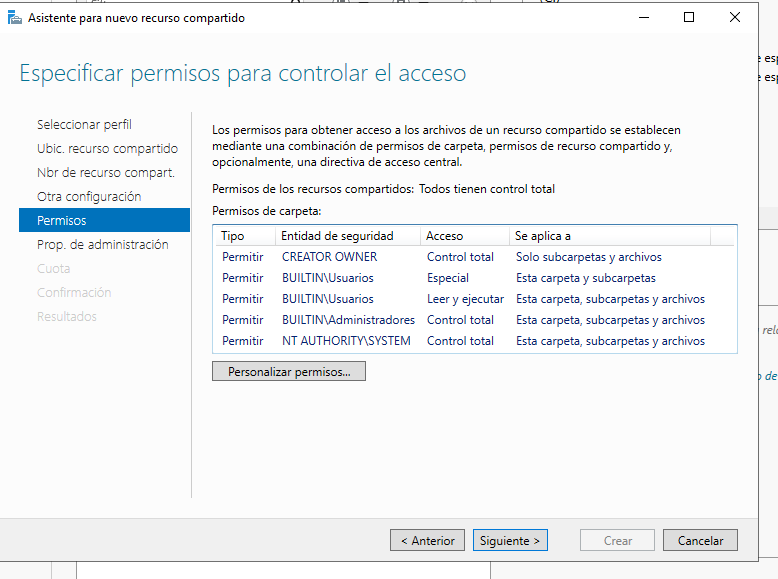 Asistente para nuevo recurso compartido
Especificar permisos para controlar el acceso
Seleccionar perfil
Ubic. recurso compartido
Nbr de recurso compart.
Otra configuración
Permisos
Prop. de administración
Cuota
Confirmación
Resultados
Los permisos para obtener acceso a los archivos de un recurso compartido se establecen
mediante una combinación de permisos de carpeta, permisos de recurso compartido y,
opcionalmente, una directiva de acceso central.
Permisos de los recursos compartidos: Todos tienen control total
Permisos de carpeta:
Tipo Entidad de seguridad Acceso Se aplica a
Permitir CREATOR OWNER Control total Solo subcarpetas y archivos
Permitir BUILTIN\Usuarios Especial Esta carpeta y subcarpetas
Permitir BUILTIN\Usuarios Leer y ejecutar Esta carpeta, subcarpetas y archivos
Permitir BUILTIN\Administradores Control total Esta carpeta, subcarpetas y archivos
Permitir NT AUTHORITY\SYSTEM Control total Esta carpeta, subcarpetas y archivos
Personalizar permisos...
< Anterior Siguiente > Crear Cancelar